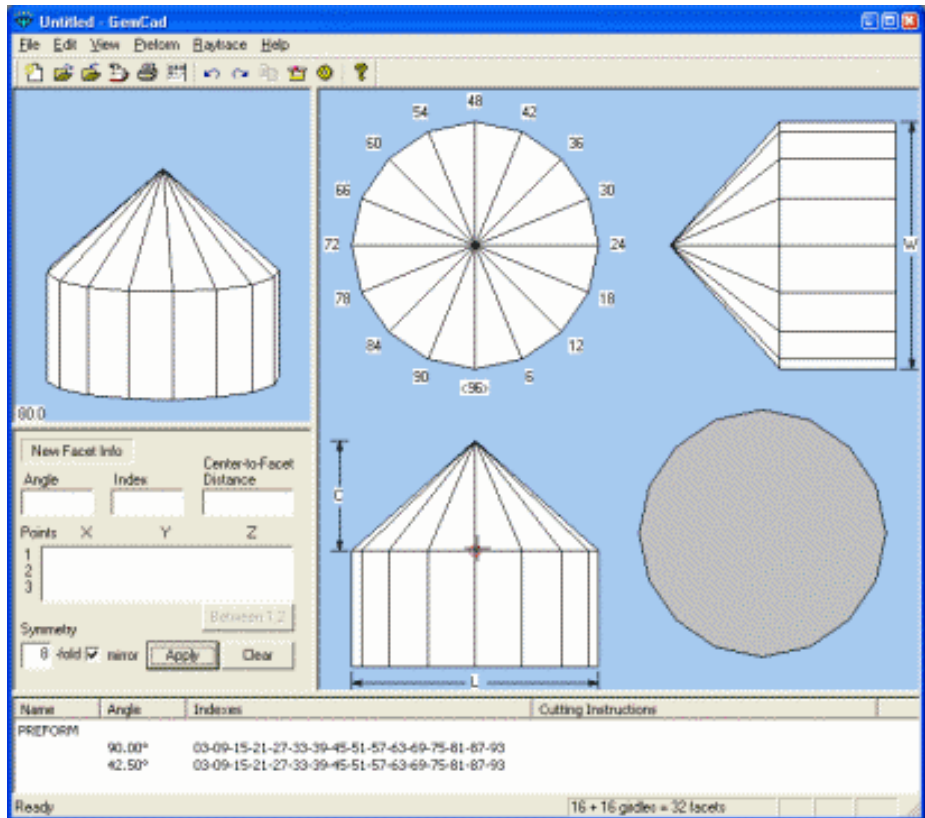 Untitled - GemCad
File Edit View Preform Raytrace Help
80.0
48
54 42
60 36
66 30
72 24
78 18
84 12
90 6
<96>
W
C
L
New Facet Info
Angle Index Center-to-Facet Distance
Points X Y Z
1
2
3
Between 1,2
Symmetry
8 -fold mirror Apply Clear
Name Angle Indexes Cutting Instructions
PREFORM
90.00° 03-09-15-21-27-33-39-45-51-57-63-69-75-81-87-93
42.50° 03-09-15-21-27-33-39-45-51-57-63-69-75-81-87-93
Ready 16 + 16 girdles = 32 facets